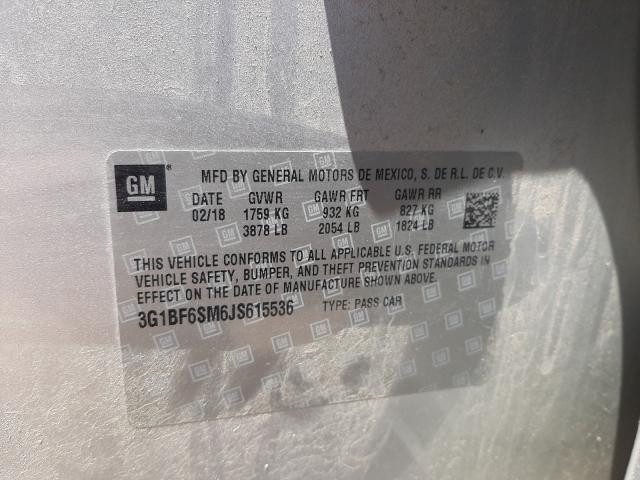 GM® MFD BY GENERAL MOTORS DE MEXICO, S. DE R.L. DE C.V.
DATE GVWR GAWR FRT GAWR RR
02/18 1759 KG 932 KG 827 KG
3878 LB 2054 LB 1824 LB
THIS VEHICLE CONFORMS TO ALL APPLICABLE U.S. FEDERAL MOTOR
VEHICLE SAFETY, BUMPER, AND THEFT PREVENTION STANDARDS IN
EFFECT ON THE DATE OF MANUFACTURE SHOWN ABOVE.
3G1BF6SM6JS615536 TYPE: PASS CAR